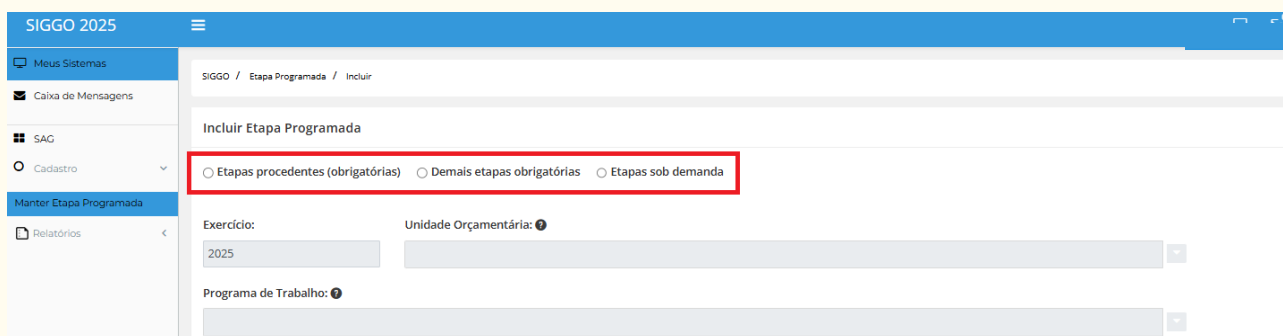 SIGGO 2025
Meus Sistemas
Caixa de Mensagens
SAG
Cadastro
Manter Etapa Programada
Relatórios
SIGGO / Etapa Programada / Incluir
Incluir Etapa Programada
Etapas procedentes (obrigatórias) Demais etapas obrigatórias Etapas sob demanda
Exercício: Unidade Orçamentária:
2025
Programa de Trabalho: